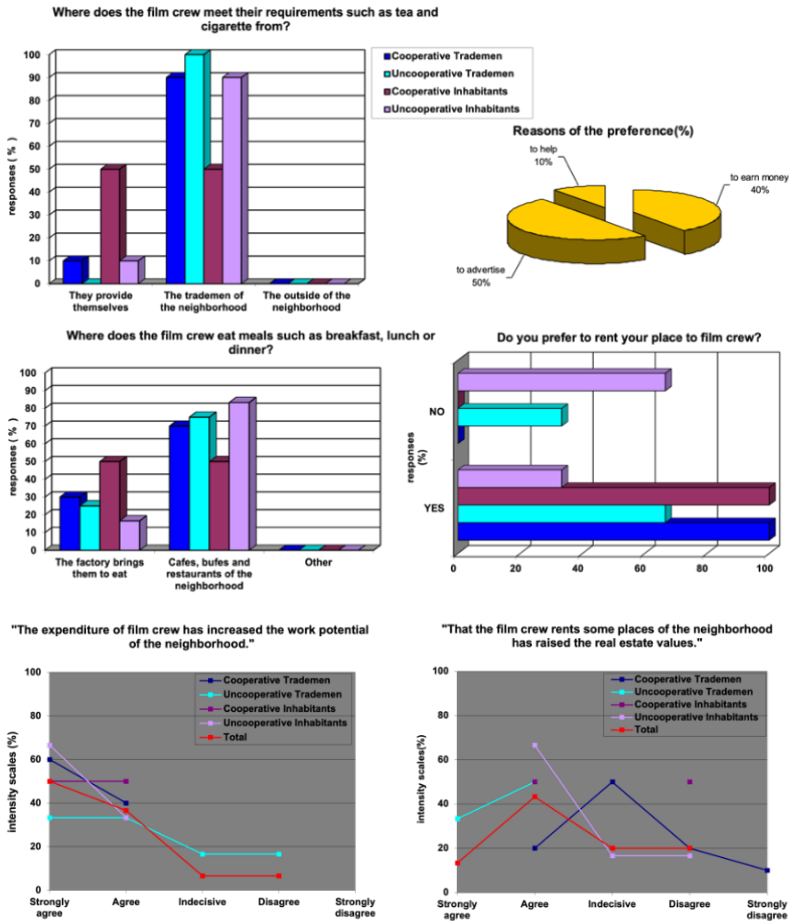 Where does the film crew meet their requirements such as tea and
cigarette from?
responses ( % )
100
90
80
70
60
50
40
30
20
10
0
They provide
themselves
The trademen of
the neighborhood
The outside of the
neighborhood
Cooperative Trademen
Uncooperative Trademen
Cooperative Inhabitants
Uncooperative Inhabitants
Reasons of the preference(%)
to help
10%
to earn money
40%
to advertise
50%
Where does the film crew eat meals such as breakfast, lunch or
dinner?
responses ( % )
100
90
80
70
60
50
40
30
20
10
0
The factory brings
them to eat
Cafes, bufes and
restaurants of the
neighborhood
Other
Do you prefer to rent your place to film crew?
responses
(%)
NO
YES
0
20
40
60
80
100
"The expenditure of film crew has increased the work potential
of the neighborhood."
intensity scales (%)
100
80
60
40
20
0
Cooperative Trademen
Uncooperative Trademen
Cooperative Inhabitants
Uncooperative Inhabitants
Total
Strongly
agree
Agree
Indecisive
Disagree
Strongly
disagree
"That the film crew rents some places of the neighborhood
has raised the real estate values."
intensity scales(%)
100
80
60
40
20
0
Cooperative Trademen
Uncooperative Trademen
Cooperative Inhabitants
Uncooperative Inhabitants
Total
Strongly
agree
Agree
Indecisive
Disagree
Strongly
disagree